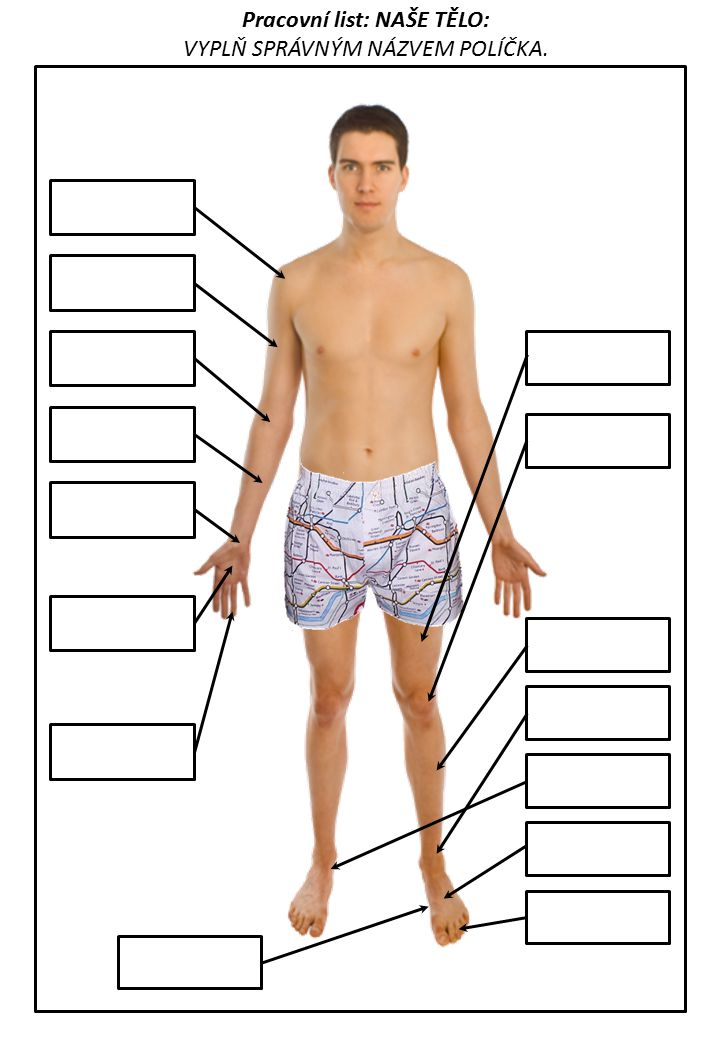 Pracovní list: NAŠE TĚLO:
VYPLŇ SPRÁVNÝM NÁZVEM POLÍČKA.